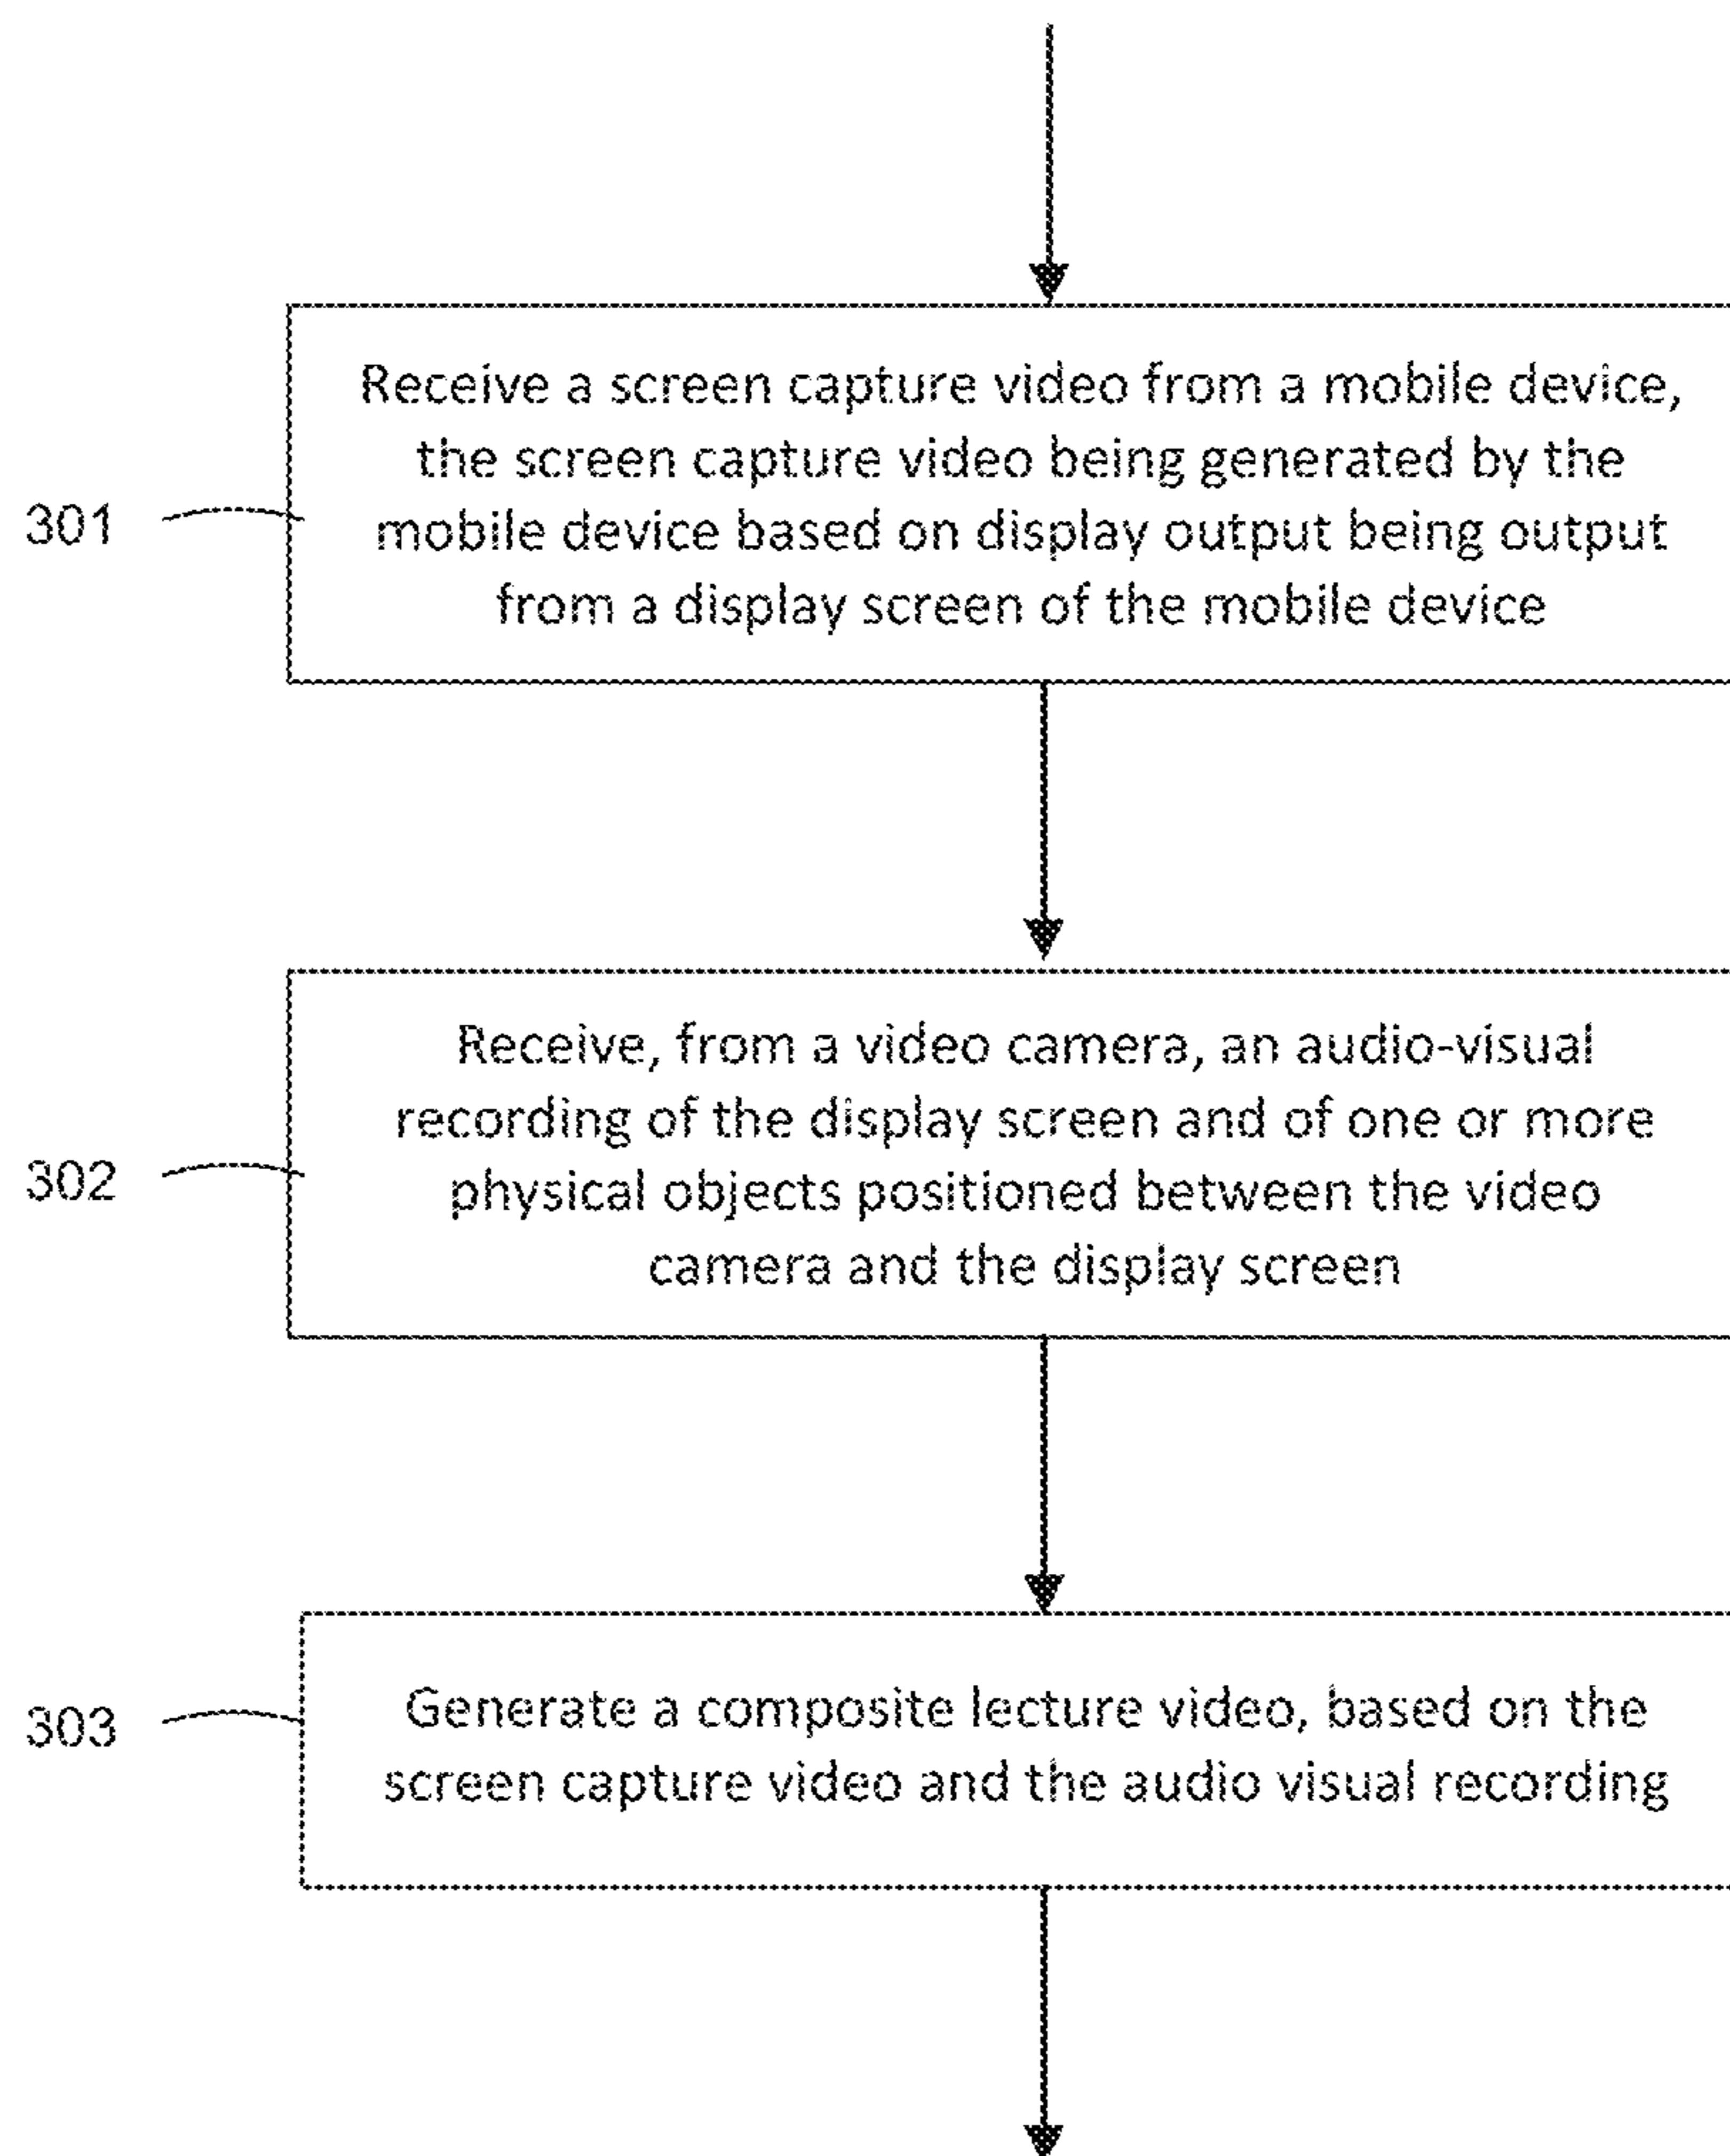 Receive a screen capture video from a mobile device,
the screen capture video being generated by the
301
mobile device based on display output being output
from a display screen of the mobile device
Receive, from a video camera, an audio-visual
recording of the display screen and of one or more
302
physical objects positioned between the video
camera and the display screen
303
Generate a composite lecture video, based on the
screen capture video and the audio visual recording